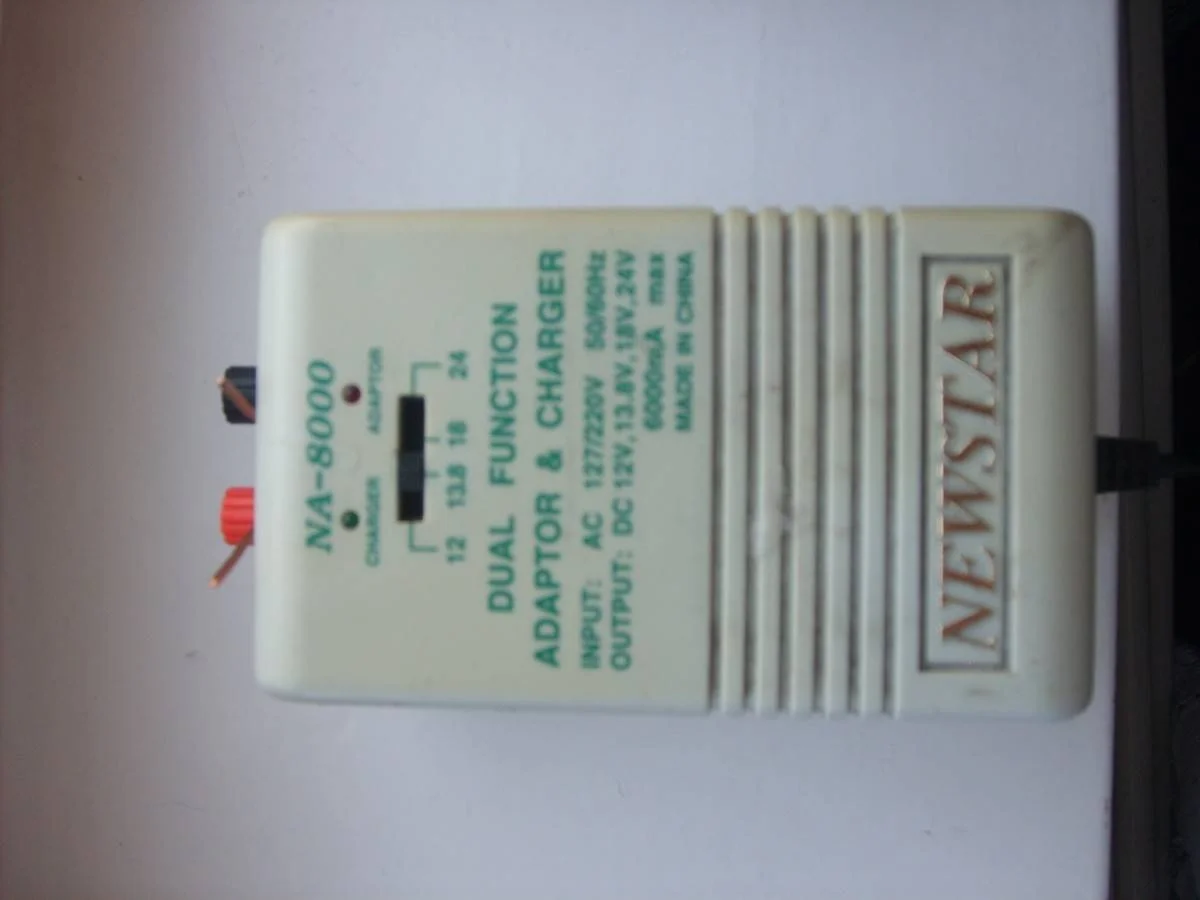 NA-8000
CHARGER ADAPTOR
12 13.8 18 24
DUAL FUNCTION
ADAPTOR & CHARGER
INPUT: AC 127/220V 50/60Hz
OUTPUT: DC 12V,13.8V,18V,24V
6000mA max
MADE IN CHINA
NEWSTAR